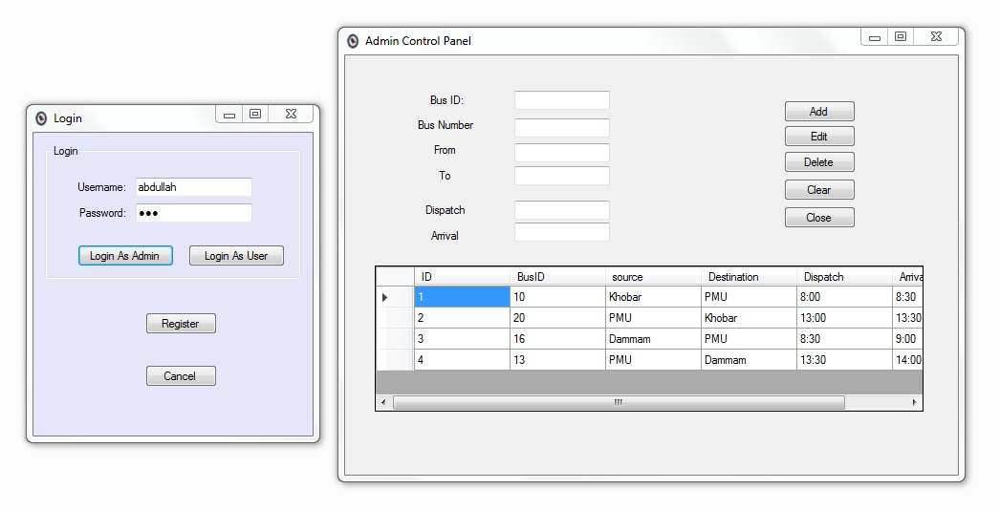 Login
Login
Username: abdullah
Password: ●●●
Login As Admin Login As User
Register
Cancel
Admin Control Panel
Bus ID:
Bus Number
From
To
Dispatch
Arrival
Add
Edit
Delete
Clear
Close
ID BusID source Destination Dispatch Arriva
1 10 Khobar PMU 8:00 8:30
2 20 PMU Khobar 13:00 13:30
3 16 Dammam PMU 8:30 9:00
4 13 PMU Dammam 13:30 14:00